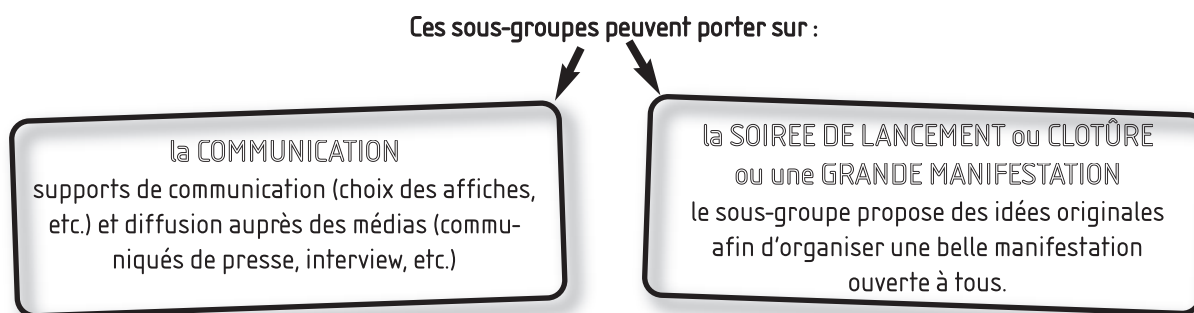 Ces sous-groupes peuvent porter sur :
la COMMUNICATION
supports de communication (choix des affiches,
etc.) et diffusion auprès des médias (commu-
niqués de presse, interview, etc.)
la SOIREE DE LANCEMENT ou CLOTÛRE
ou une GRANDE MANIFESTATION
le sous-groupe propose des idées originales
afin d'organiser une belle manifestation
ouverte à tous.